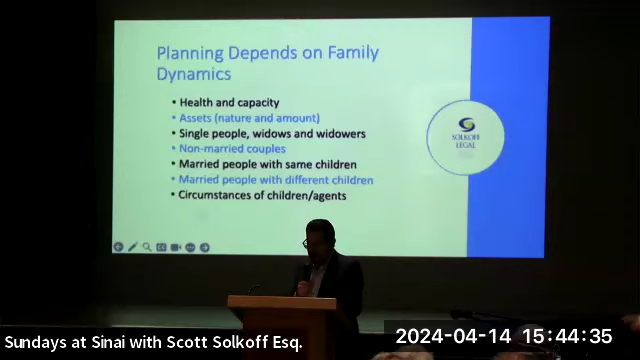 Planning Depends on Family
Dynamics
• Health and capacity
• Assets (nature and amount)
• Single people, widows and widowers
• Non-married couples
• Married people with same children
• Married people with different children
• Circumstances of children/agents
SOLKOFF
LEGAL
Sundays at Sinai with Scott Solkoff Esq.
2024-04-14 15:44:35